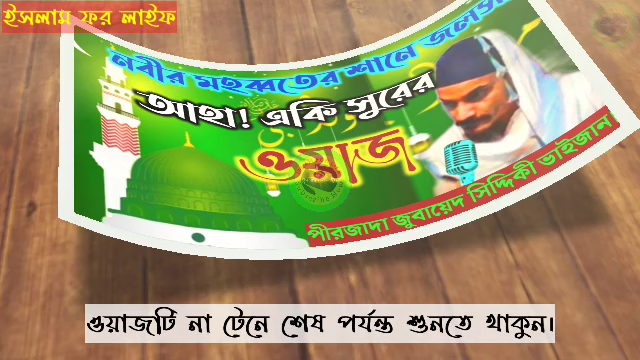 ইসলাম ফর লাইফ
নবীর মহব্বতের শানে জলসা
আহা! একি সুরের
ওয়াজ
পীরজাদা জুবায়েদ সিদ্দিকী ভাইজান
ওয়াজটি না টেনে শেষ পর্যন্ত শুনতে থাকুন।